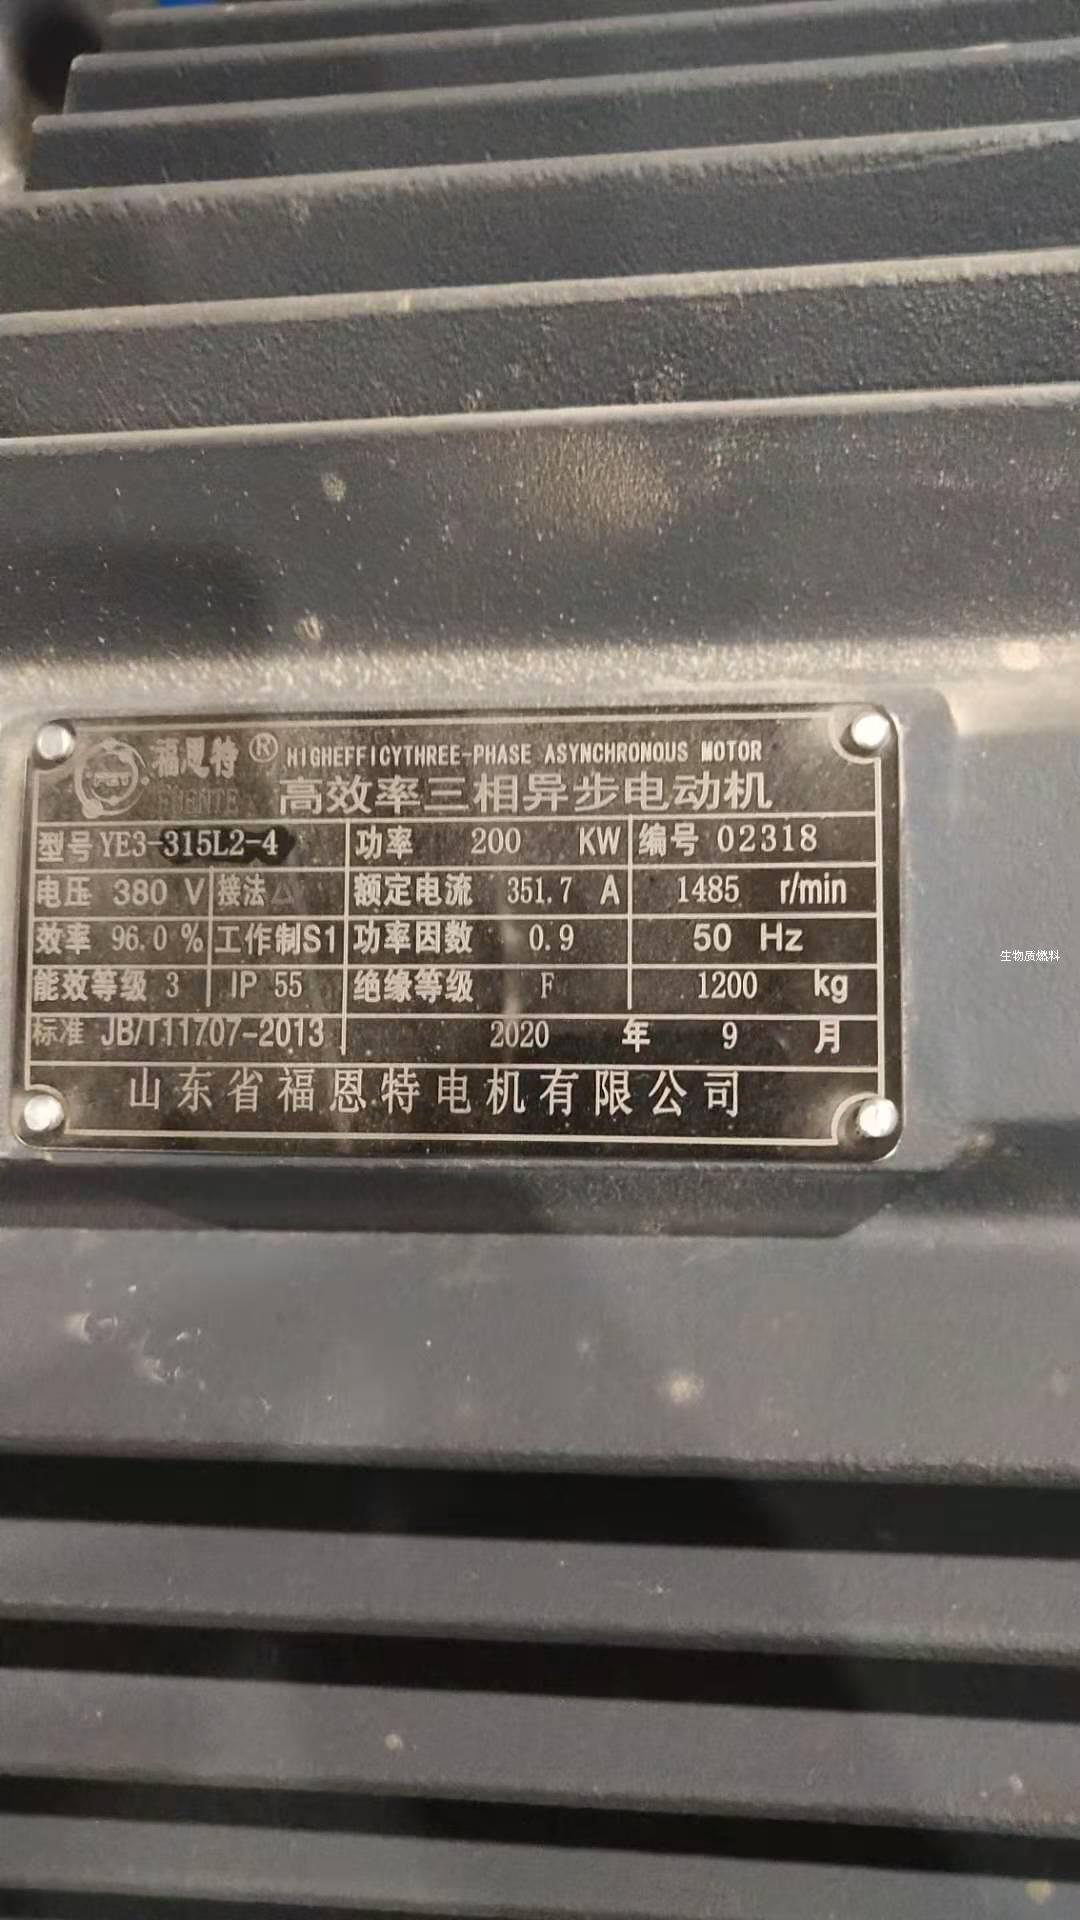 福恩特® HIGHEFFICYTHREE-PHASE ASYNCHRONOUS MOTOR
高效率三相异步电动机
型号 YE3-315L2-4 功率 200 KW 编号 02318
电压 380 V 接法△ 额定电流 351.7 A 1485 r/min
效率 96.0 % 工作制S1 功率因数 0.9 50 Hz
能效等级 3 IP 55 绝缘等级 F 1200 kg
标准 JB/T11707-2013 2020 年 9 月
山东省福恩特电机有限公司
生物质燃料